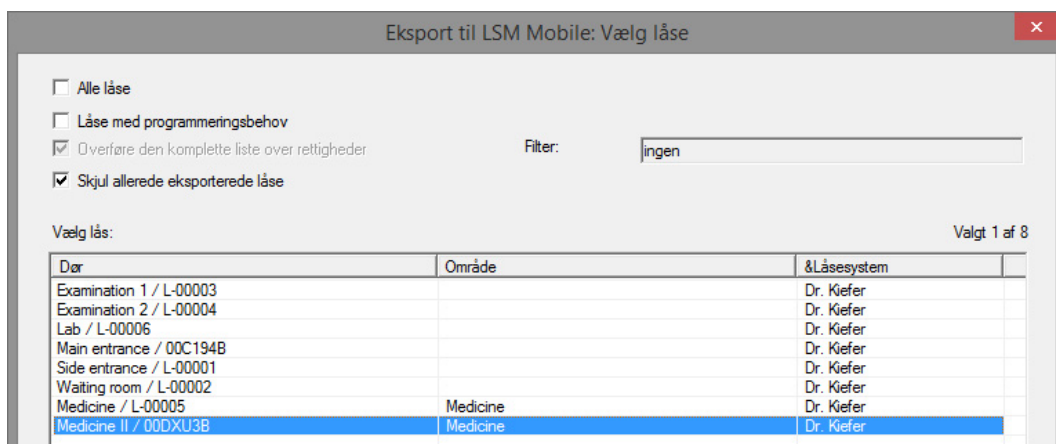 Eksport til LSM Mobile: Vælg låse
Alle låse
Låse med programmeringsbehov
Overføre den komplette liste over rettigheder
Filter: ingen
Skjul allerede eksporterede låse
Vælg lås: Valgt 1 af 8
Dør Område &Låsesystem
Examination 1 / L-00003 Dr. Kiefer
Examination 2 / L-00004 Dr. Kiefer
Lab / L-00006 Dr. Kiefer
Main entrance / 00C194B Dr. Kiefer
Side entrance / L-00001 Dr. Kiefer
Waiting room / L-00002 Dr. Kiefer
Medicine / L-00005 Medicine Dr. Kiefer
Medicine II / 00DXU3B Medicine Dr. Kiefer